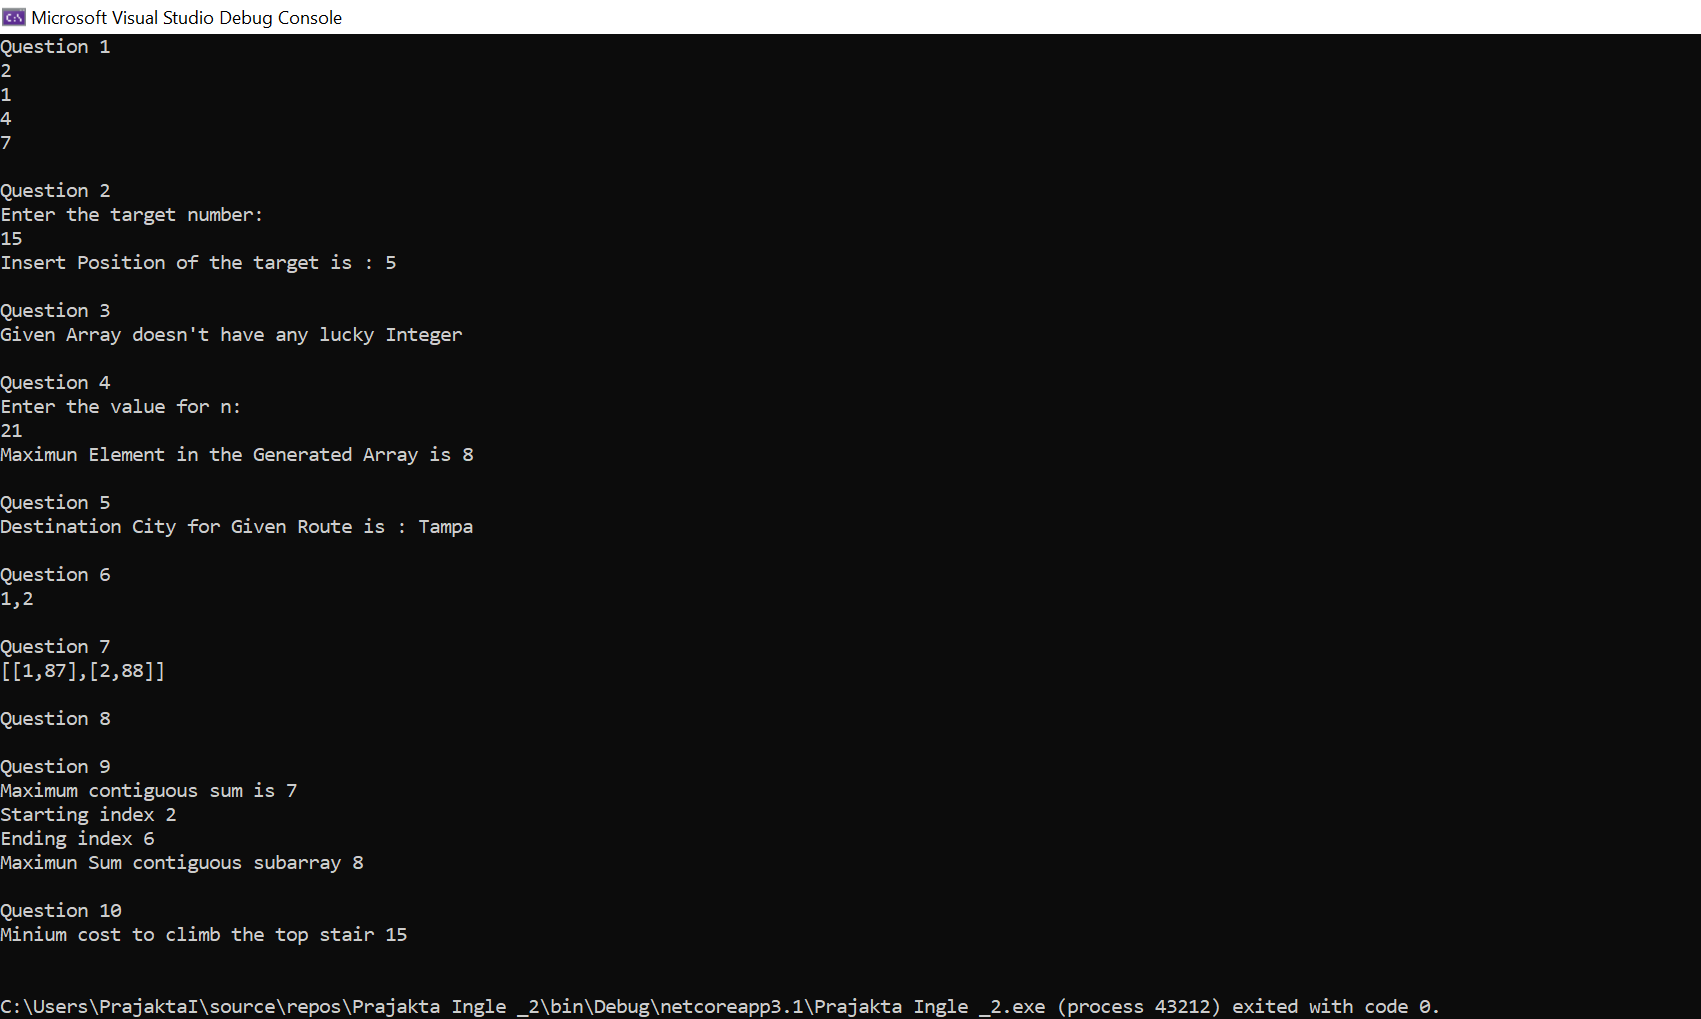 Microsoft Visual Studio Debug Console
Question 1
2
1
4
7
Question 2
Enter the target number:
15
Insert Position of the target is : 5
Question 3
Given Array doesn't have any lucky Integer
Question 4
Enter the value for n:
21
Maximun Element in the Generated Array is 8
Question 5
Destination City for Given Route is : Tampa
Question 6
1,2
Question 7
[[1,87],[2,88]]
Question 8
Question 9
Maximum contiguous sum is 7
Starting index 2
Ending index 6
Maximun Sum contiguous subarray 8
Question 10
Minium cost to climb the top stair 15
C:\Users\PrajaktaI\source\repos\Prajakta Ingle _2\bin\Debug\netcoreapp3.1\Prajakta Ingle _2.exe (process 43212) exited with code 0.